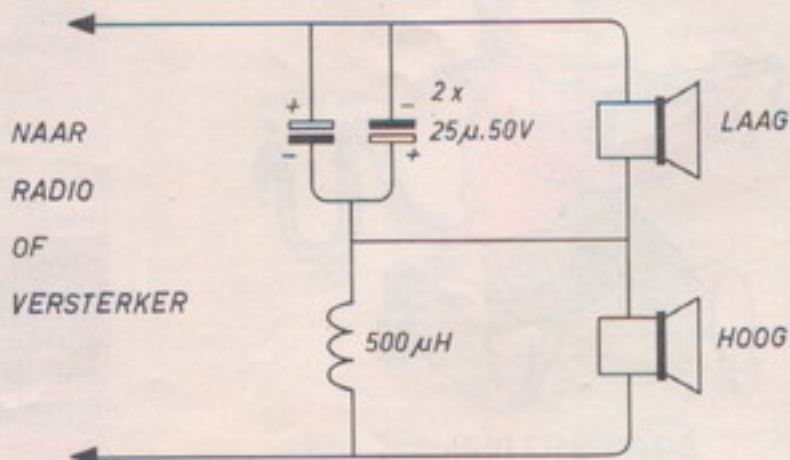 NAAR
RADIO
OF
VERSTERKER
+
-
-
+
2 x
25µ.50V
LAAG
500µH
HOOG